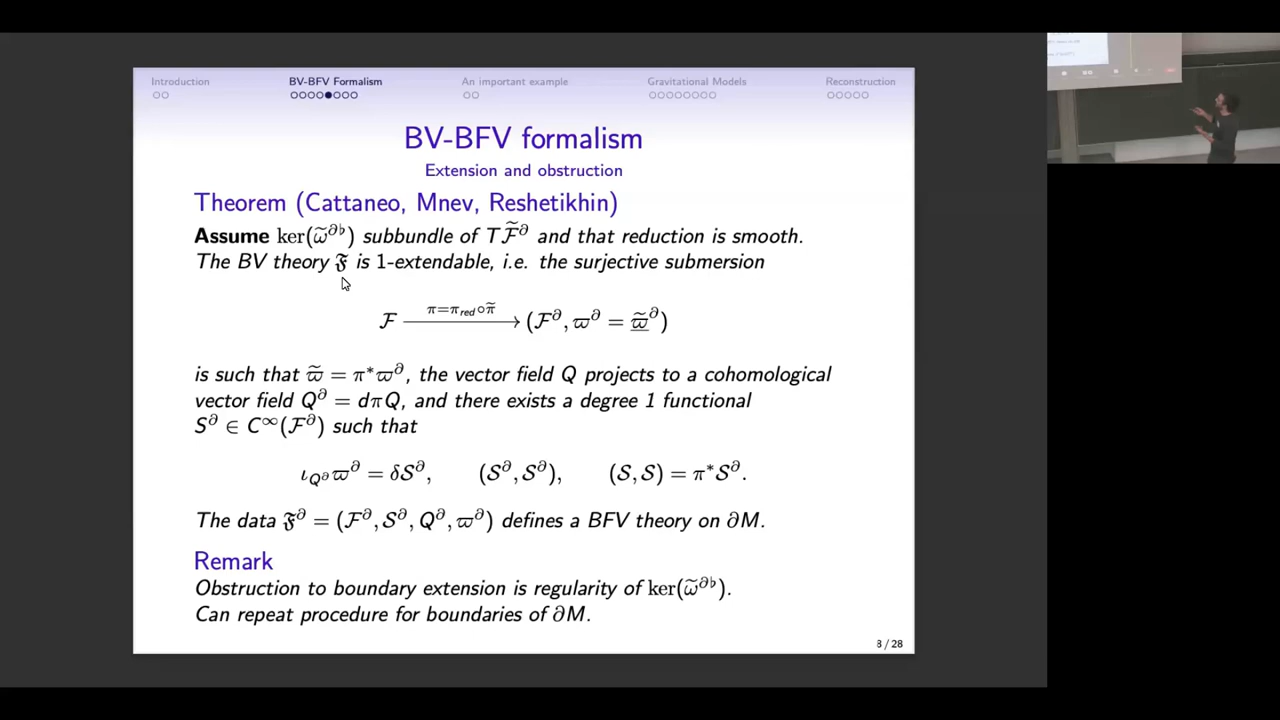 Introduction BV-BFV Formalism An important example Gravitational Models Reconstruction
BV-BFV formalism
Extension and obstruction
Theorem (Cattaneo, Mnev, Reshetikhin)
Assume ker(ω̃^∂♭) subbundle of TF̃^∂ and that reduction is smooth.
The BV theory 𝔉 is 1-extendable, i.e. the surjective submersion
F π=π_red∘π̃ → (F^∂, ϖ^∂ = ϖ̲̃^∂)
is such that ϖ̃ = π*ϖ^∂, the vector field Q projects to a cohomological
vector field Q^∂ = dπQ, and there exists a degree 1 functional
S^∂ ∈ C^∞(F^∂) such that
ι_{Q^∂}ϖ^∂ = δS^∂, (S^∂, S^∂), (S, S) = π*S^∂.
The data 𝔉^∂ = (F^∂, S^∂, Q^∂, ϖ^∂) defines a BFV theory on ∂M.
Remark
Obstruction to boundary extension is regularity of ker(ω̃^∂♭).
Can repeat procedure for boundaries of ∂M.
8 / 28